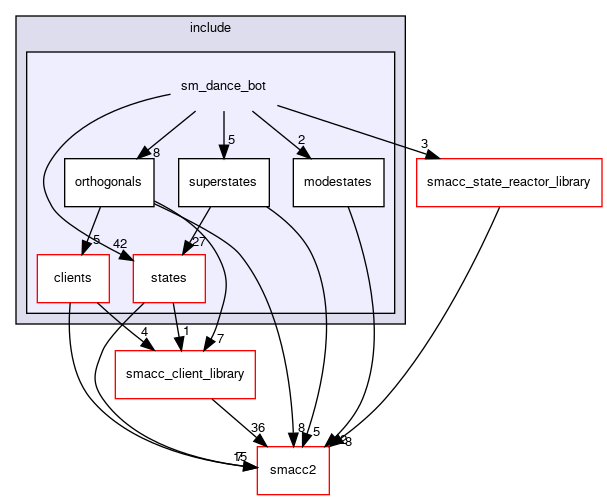 include
sm_dance_bot
8
5
2
3
orthogonals
superstates
modestates
smacc_state_reactor_library
5
42
27
clients
states
4
1
7
smacc_client_library
36
8
5
8
15
smacc2